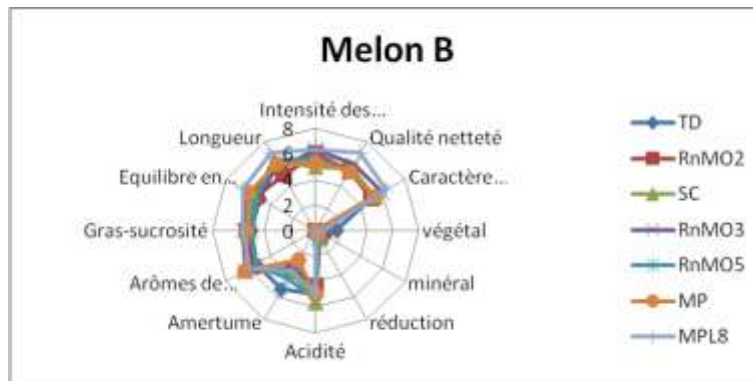 Melon B
Intensité des...
Qualité netteté
Caractère...
végétal
minéral
réduction
Acidité
Amertume
Arômes de...
Gras-sucrosité
Equilibre en...
Longueur
8
6
4
2
0
TD
RnMO2
SC
RnMO3
RnMO5
MP
MPL8